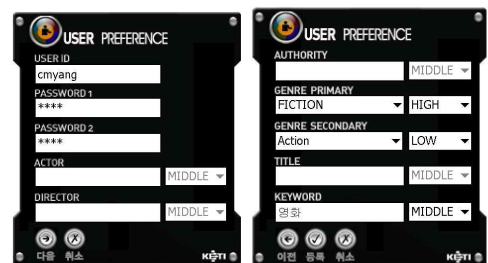 USER PREFERENCE
USER ID
cmyang
PASSWORD 1
****
PASSWORD 2
****
ACTOR
MIDDLE
DIRECTOR
MIDDLE
다음 취소
KETI
USER PREFERENCE
AUTHORITY
MIDDLE
GENRE PRIMARY
FICTION HIGH
GENRE SECONDARY
Action LOW
TITLE
MIDDLE
KEYWORD
영화 MIDDLE
이전 등록 취소
KETI